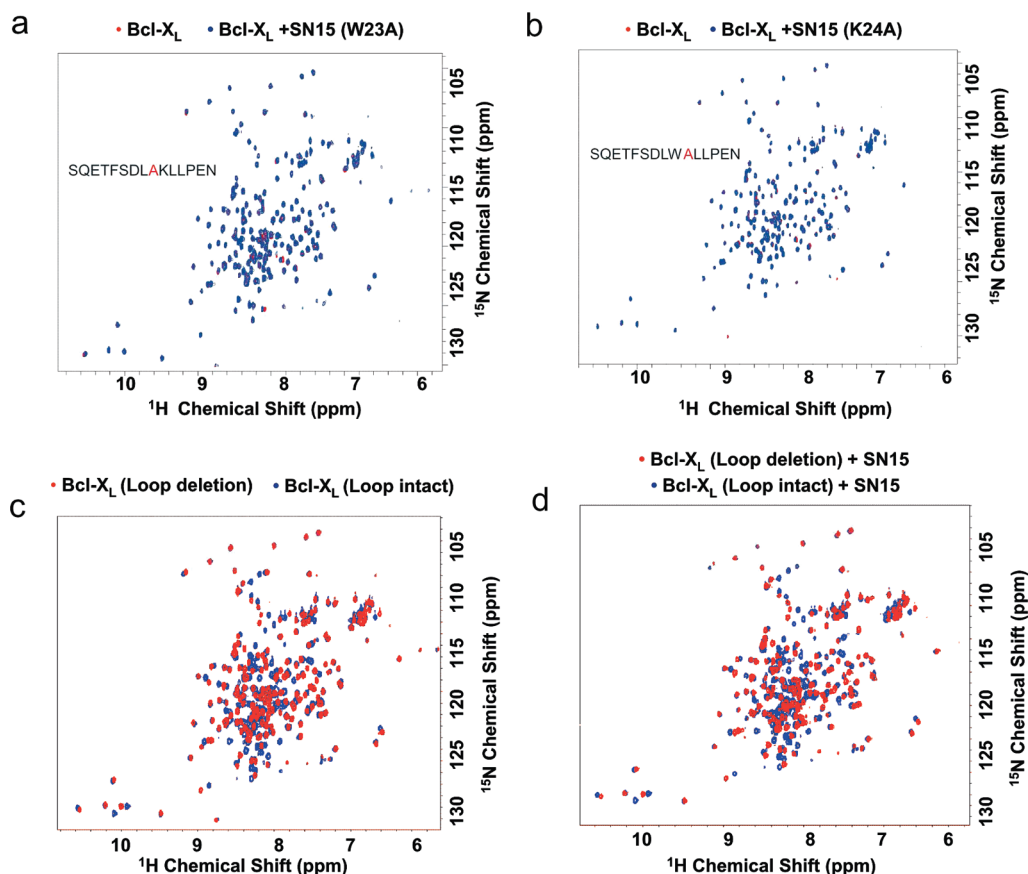 a
Bcl-XL Bcl-XL +SN15 (W23A)
SQETFSDLAKLLPEN
105
110
115
120
125
130
15N Chemical Shift (ppm)
10 9 8 7 6
1H Chemical Shift (ppm)
b
Bcl-XL Bcl-XL +SN15 (K24A)
SQETFSDLWALLPEN
105
110
115
120
125
130
15N Chemical Shift (ppm)
10 9 8 7 6
1H Chemical Shift (ppm)
c
Bcl-XL (Loop deletion) Bcl-XL (Loop intact)
105
110
115
120
125
130
15N Chemical Shift (ppm)
10 9 8 7 6
1H Chemical Shift (ppm)
d
Bcl-XL (Loop deletion) + SN15
Bcl-XL (Loop intact) + SN15
105
110
115
120
125
130
15N Chemical Shift (ppm)
10 9 8 7 6
1H Chemical Shift (ppm)